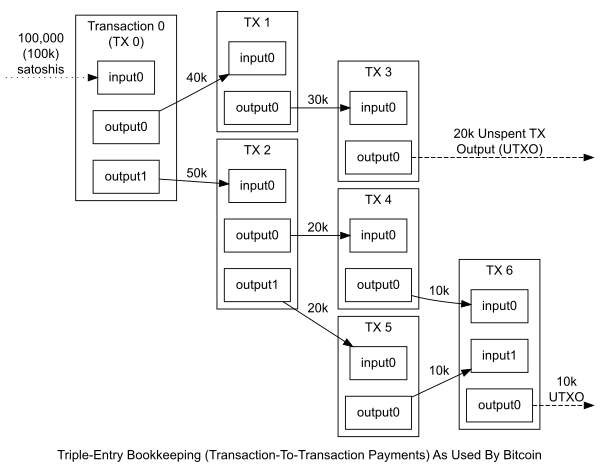 100,000
(100k)
satoshis
Transaction 0
(TX 0)
input0
output0
output1
40k
50k
TX 1
input0
output0
30k
TX 2
input0
output0
output1
20k
20k
TX 3
input0
output0
20k Unspent TX
Output (UTXO)
TX 4
input0
output0
10k
TX 5
input0
output0
10k
TX 6
input0
input1
output0
10k
UTXO
Triple-Entry Bookkeeping (Transaction-To-Transaction Payments) As Used By Bitcoin